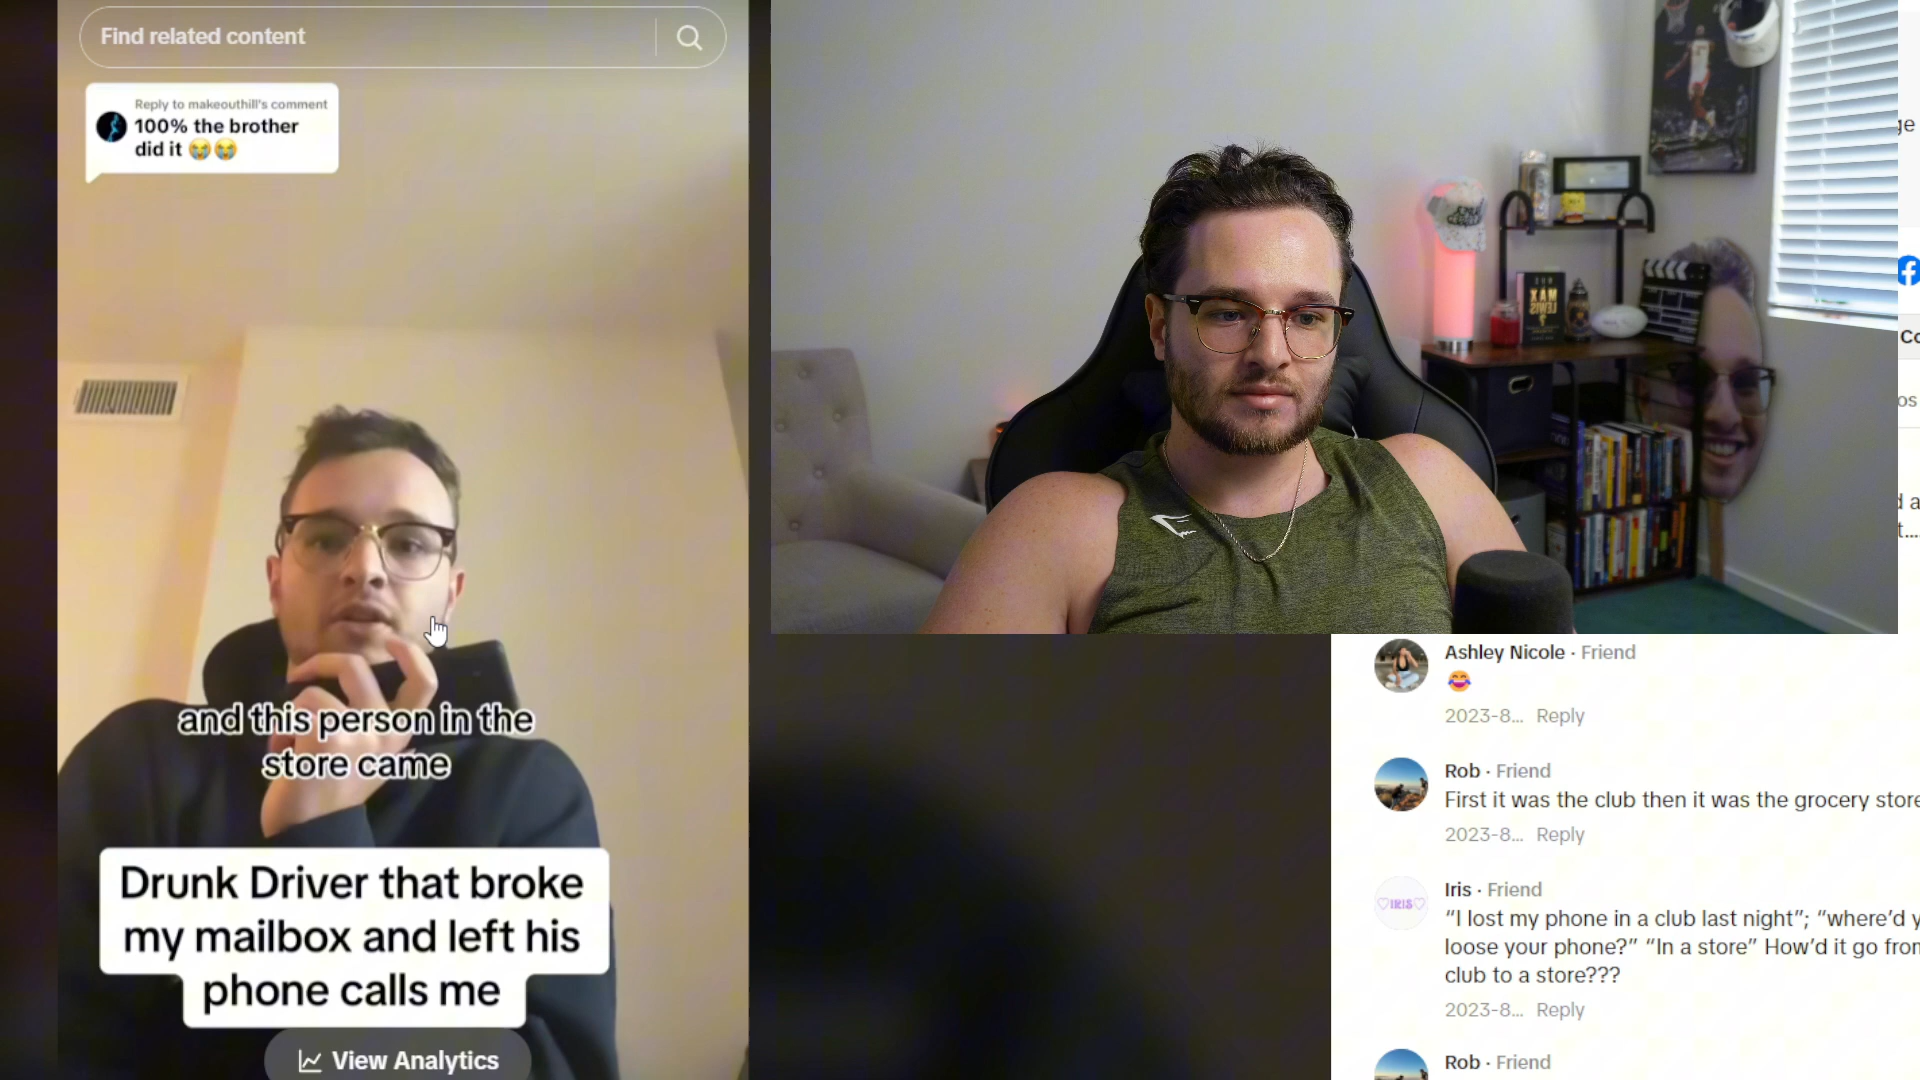 Find related content
Reply to makeouthill's comment
100% the brother
did it 😭😭
and this person in the
store came
Drunk Driver that broke
my mailbox and left his
phone calls me
View Analytics
Ashley Nicole · Friend
😂
2023-8... Reply
Rob · Friend
First it was the club then it was the grocery store
2023-8... Reply
Iris · Friend
“I lost my phone in a club last night”; “where’d y
loose your phone?” “In a store” How’d it go from
club to a store???
2023-8... Reply
Rob · Friend